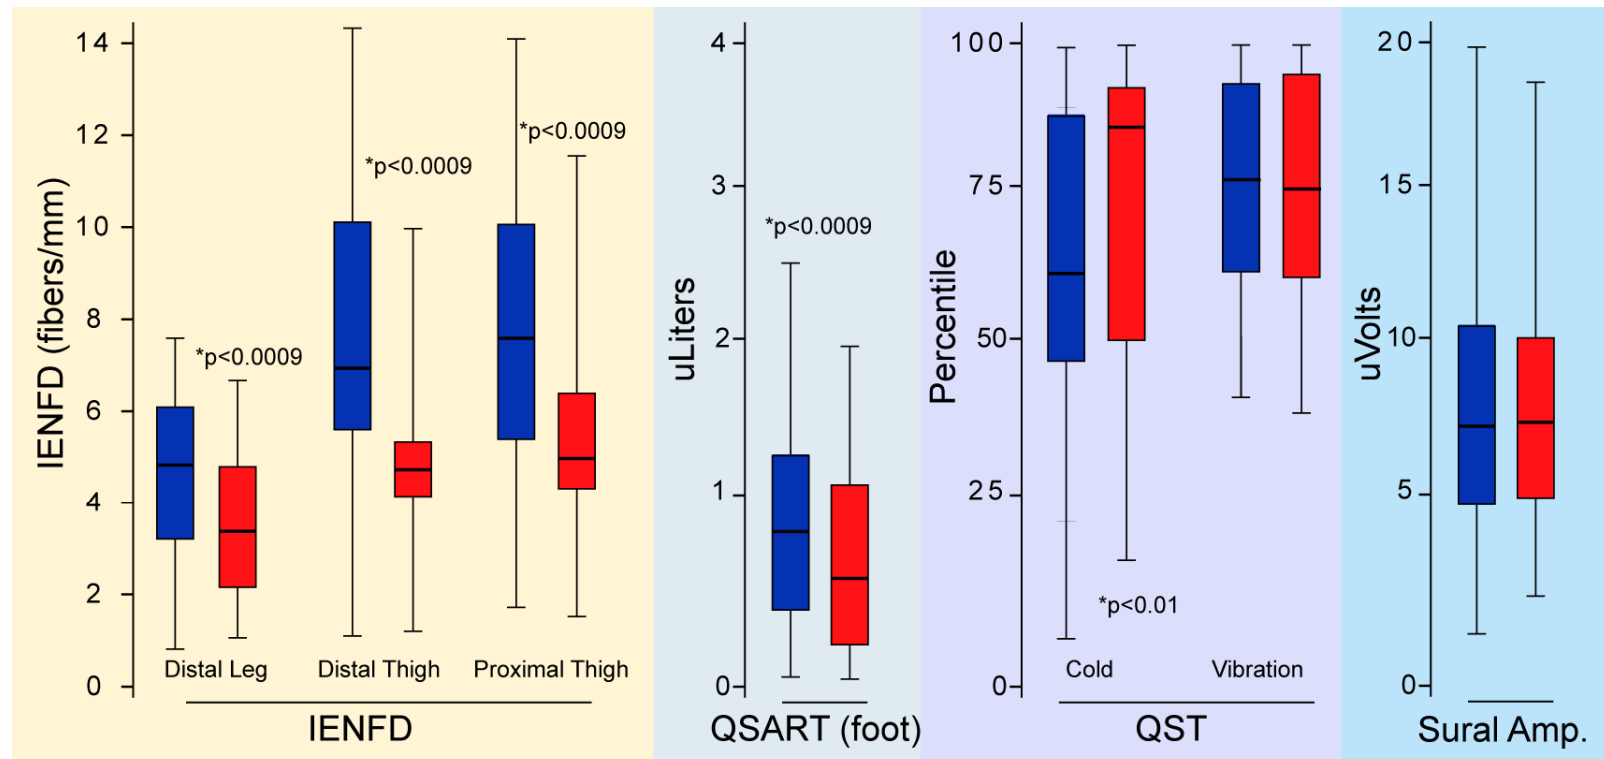 14
12
10
8
6
4
2
0
IENFD (fibers/mm)
*p<0.0009
*p<0.0009
*p<0.0009
Distal Leg
Distal Thigh
Proximal Thigh
IENFD
4
3
2
1
0
uLiters
*p<0.0009
QSART (foot)
100
75
50
25
0
Percentile
*p<0.01
Cold
Vibration
QST
20
15
10
5
0
uVolts
Sural Amp.